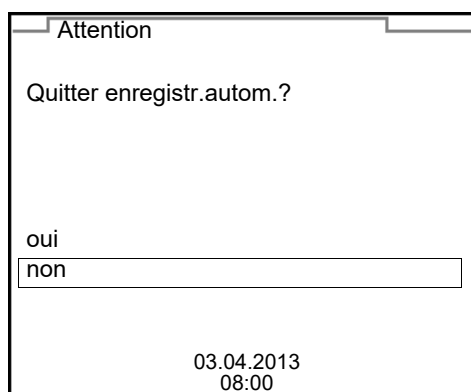 Attention
Quitter enregistr.autom.?
oui
non
03.04.2013
08:00